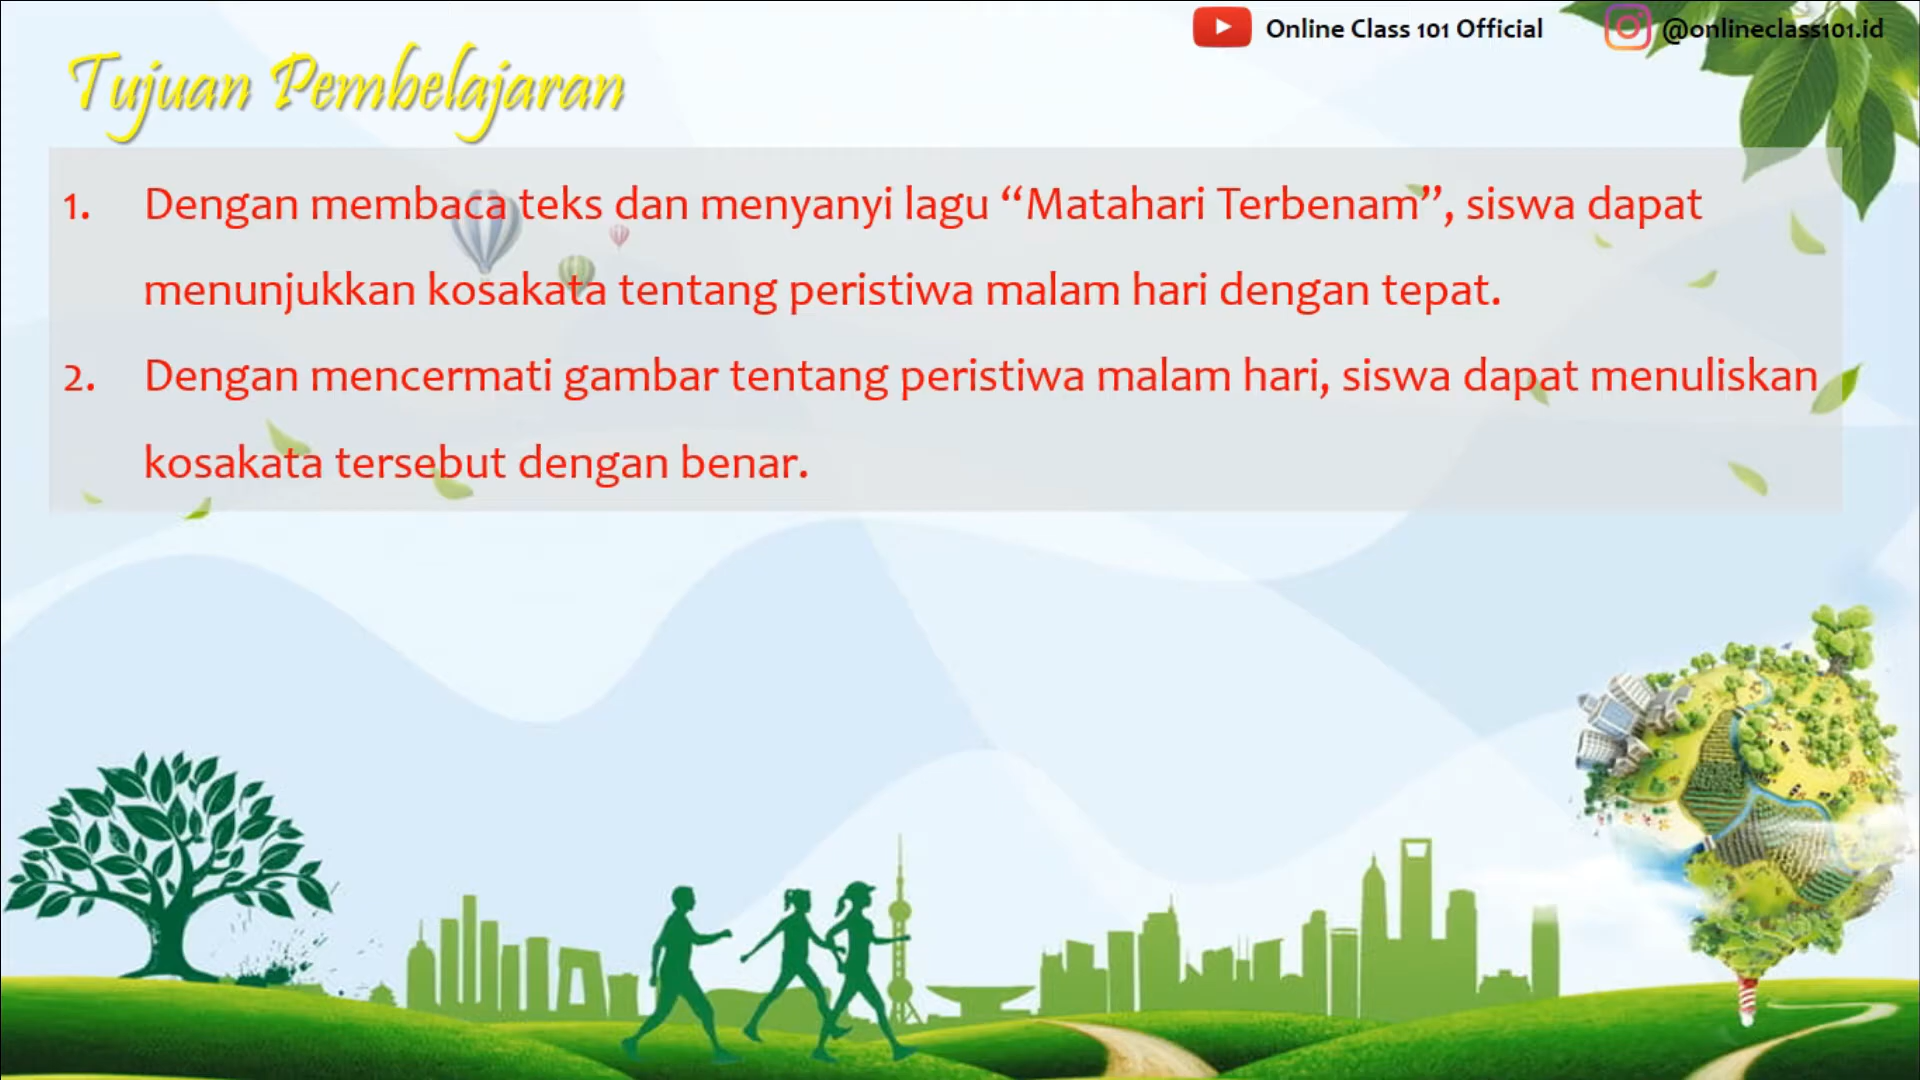 Online Class 101 Official
@onlineclass101.id
Tujuan Pembelajaran
1. Dengan membaca teks dan menyanyi lagu “Matahari Terbenam”, siswa dapat
menunjukkan kosakata tentang peristiwa malam hari dengan tepat.
2. Dengan mencermati gambar tentang peristiwa malam hari, siswa dapat menuliskan
kosakata tersebut dengan benar.